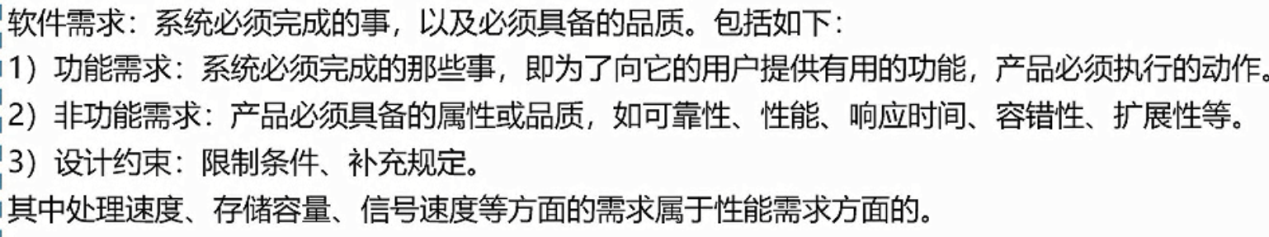 软件需求：系统必须完成的事，以及必须具备的品质。包括如下：
1）功能需求：系统必须完成的那些事，即为了向它的用户提供有用的功能，产品必须执行的动作。
2）非功能需求：产品必须具备的属性或品质，如可靠性、性能、响应时间、容错性、扩展性等。
3）设计约束：限制条件、补充规定。
其中处理速度、存储容量、信号速度等方面的需求属于性能需求方面的。